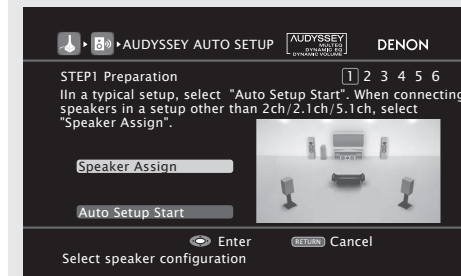 AUDYSSEY AUTO SETUP
AUDYSSEY
MULTEQ
DYNAMIC EQ
DYNAMIC VOLUME
DENON
STEP1 Preparation
1 2 3 4 5 6
IIn a typical setup, select "Auto Setup Start". When connecting
speakers in a setup other than 2ch/2.1ch/5.1ch, select
"Speaker Assign".
Speaker Assign
Auto Setup Start
Enter
RETURN Cancel
Select speaker configuration